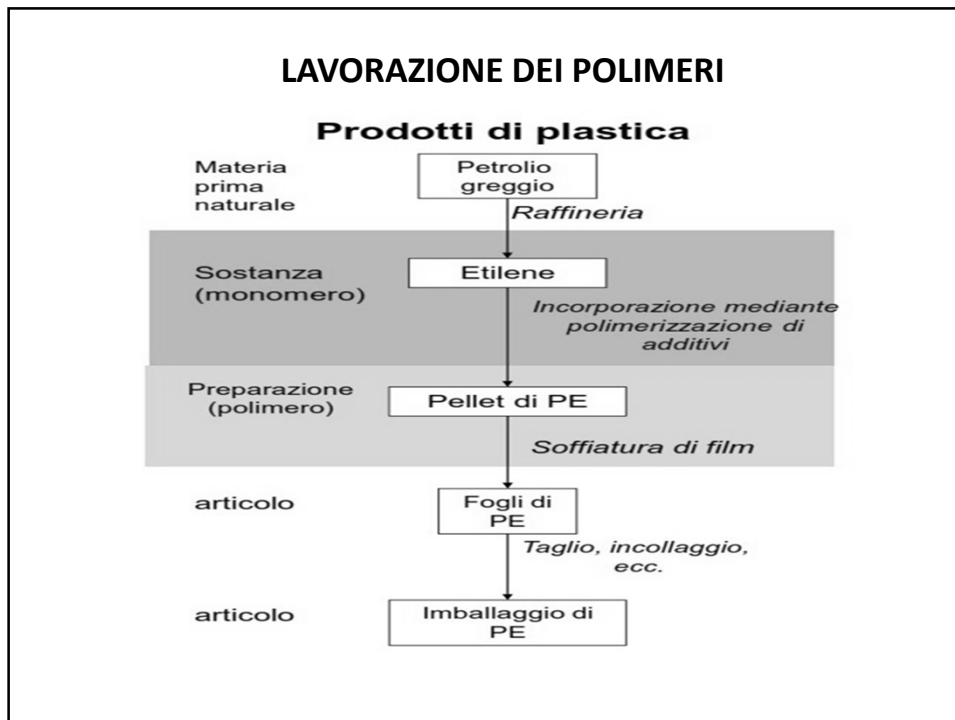 LAVORAZIONE DEI POLIMERI
Prodotti di plastica
Materia
prima
naturale
Petrolio
greggio
Raffineria
Sostanza
(monomero)
Etilene
Incorporazione mediante
polimerizzazione di
additivi
Preparazione
(polimero)
Pellet di PE
Soffiatura di film
articolo
Fogli di
PE
Taglio, incollaggio,
ecc.
articolo
Imballaggio di
PE